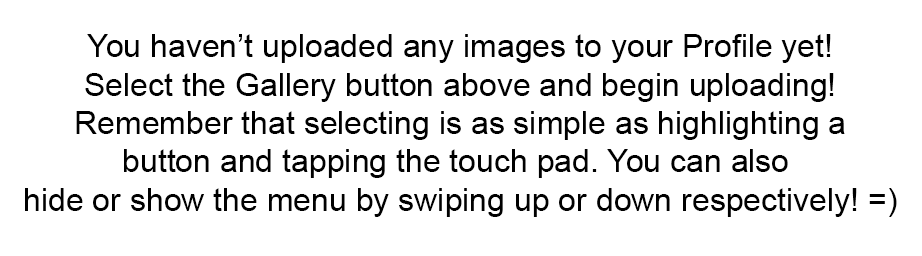 You haven’t uploaded any images to your Profile yet!
Select the Gallery button above and begin uploading!
Remember that selecting is as simple as highlighting a
button and tapping the touch pad. You can also
hide or show the menu by swiping up or down respectively! =)